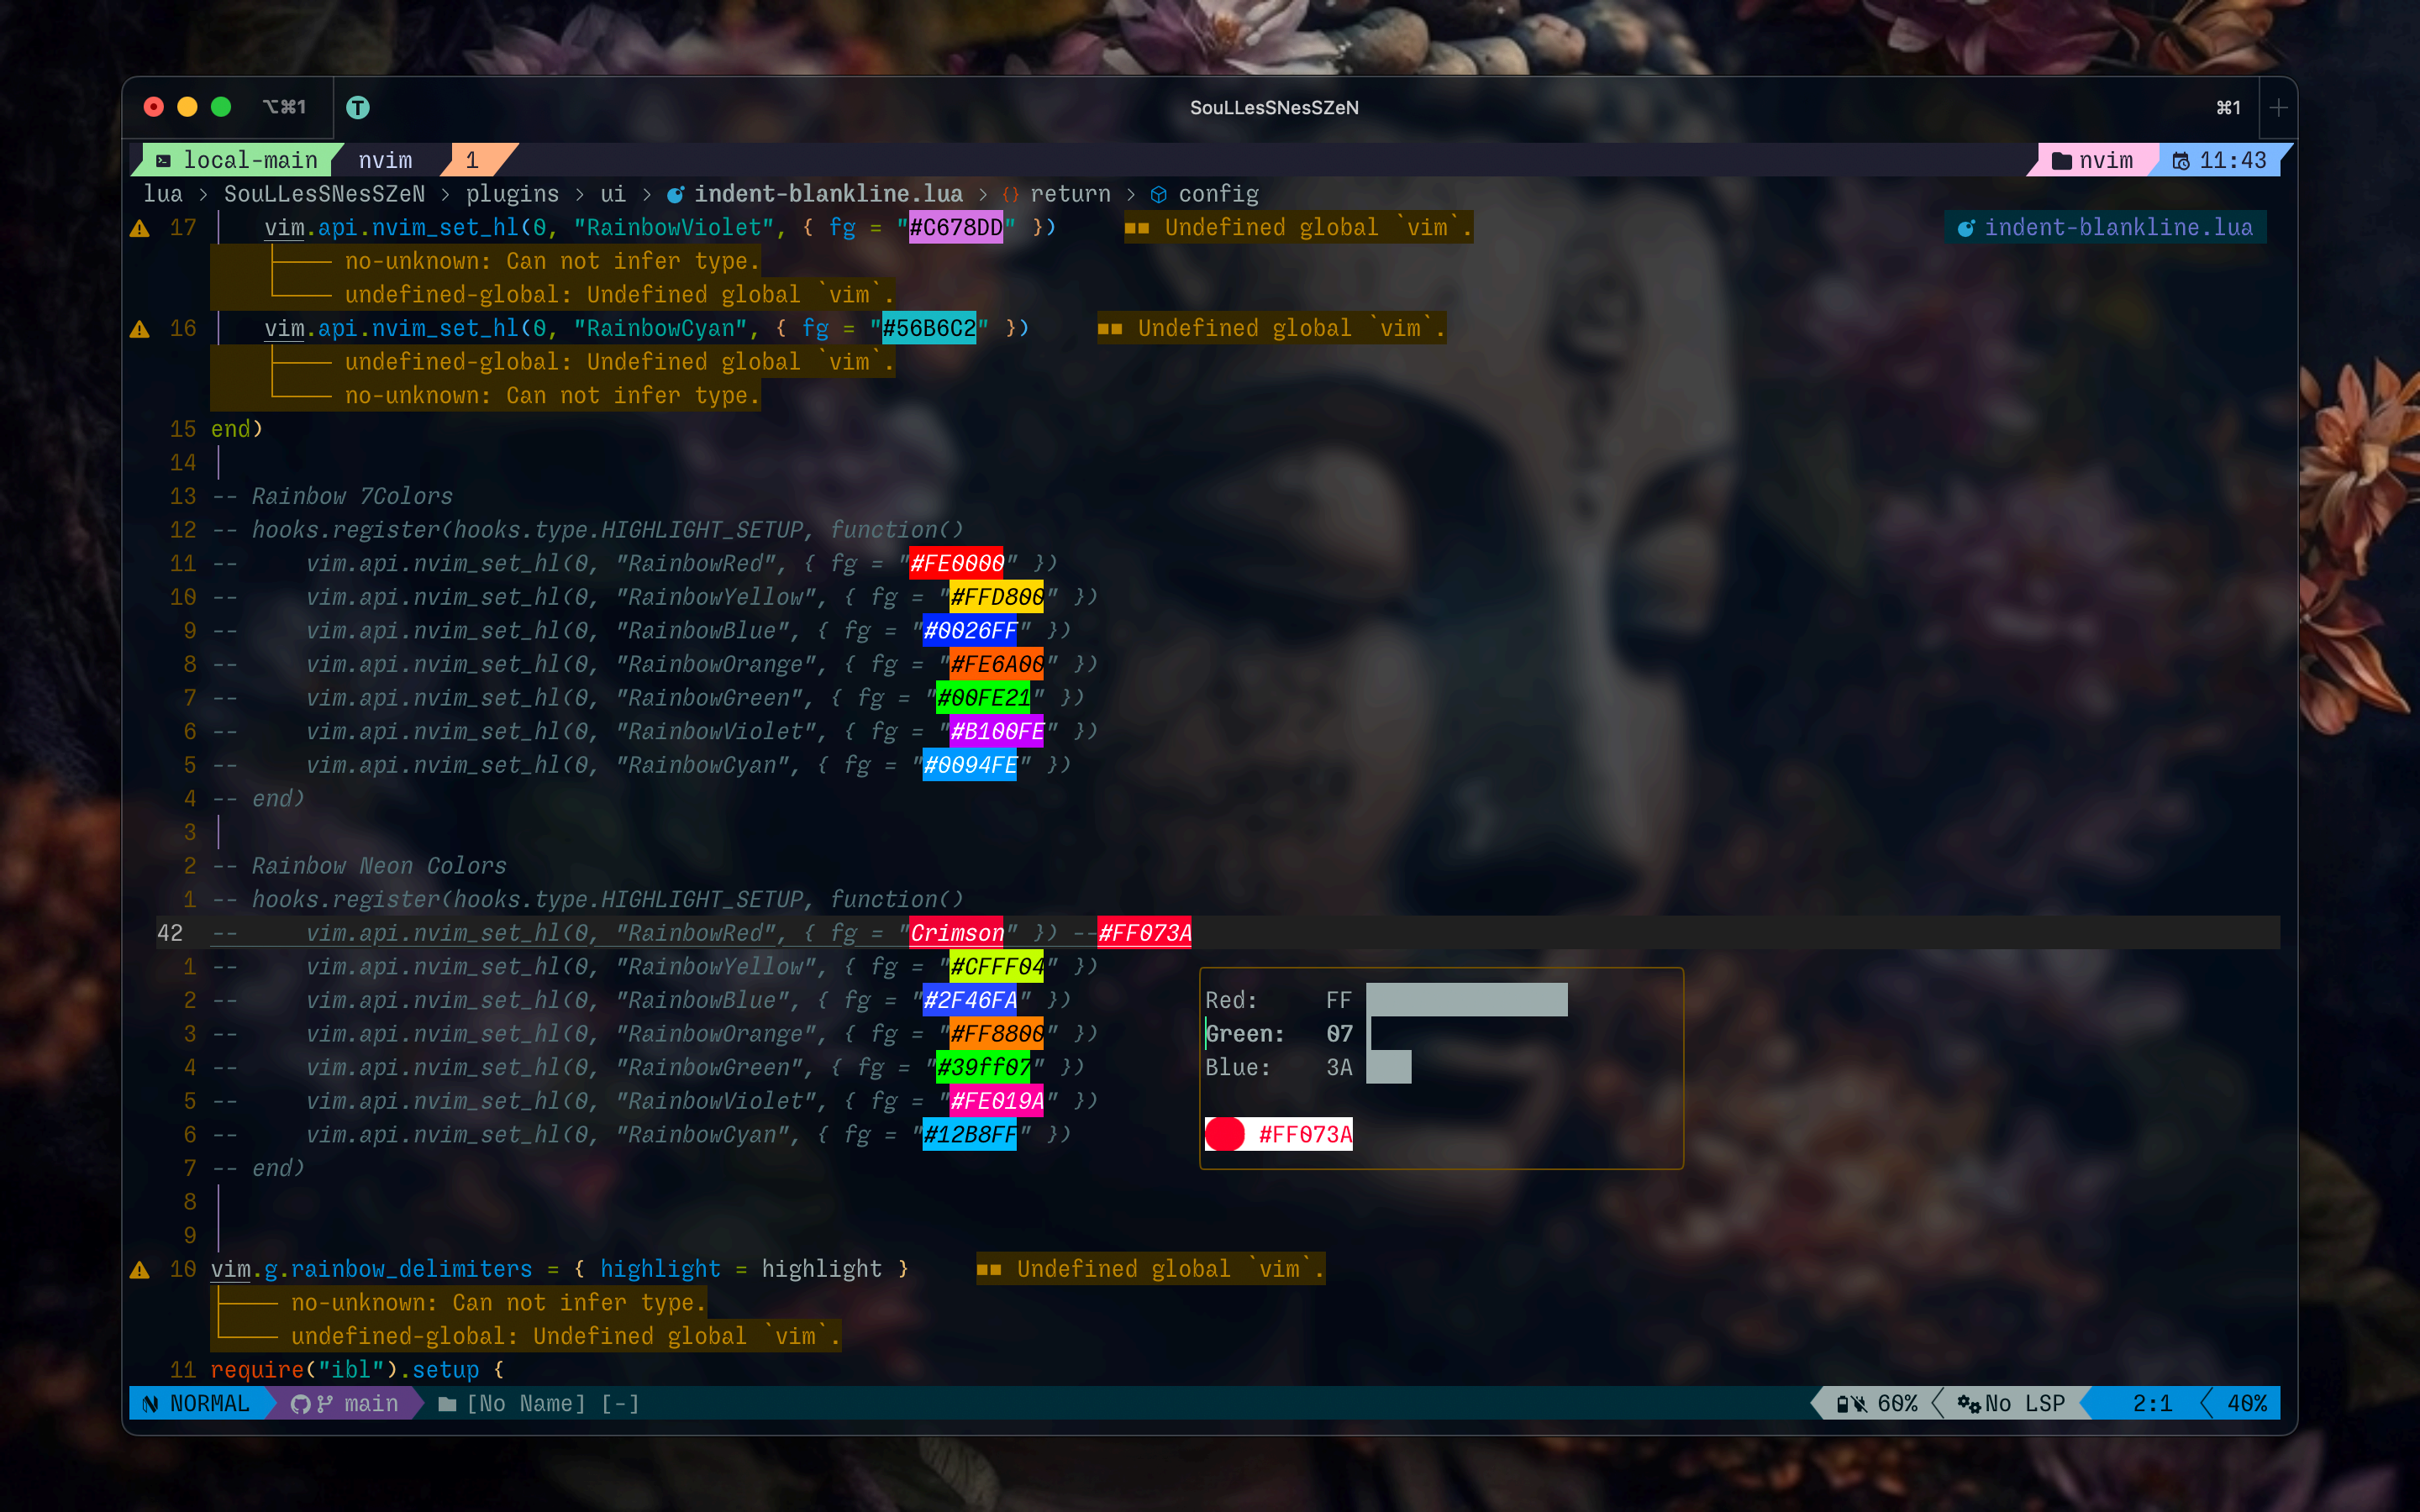 ⌥⌘1 T SouLLesSNesSZeN ⌘1 +
local-main nvim 1 nvim 11:43
lua > SouLLesSNesSZeN > plugins > ui > indent-blankline.lua > {} return > config
17 vim.api.nvim_set_hl(0, "RainbowViolet", { fg = "#C678DD" }) ■■ Undefined global `vim`. indent-blankline.lua
├──── no-unknown: Can not infer type.
└──── undefined-global: Undefined global `vim`.
16 vim.api.nvim_set_hl(0, "RainbowCyan", { fg = "#56B6C2" }) ■■ Undefined global `vim`.
├──── undefined-global: Undefined global `vim`.
└──── no-unknown: Can not infer type.
15 end)
14
13 -- Rainbow 7Colors
12 -- hooks.register(hooks.type.HIGHLIGHT_SETUP, function()
11 -- vim.api.nvim_set_hl(0, "RainbowRed", { fg = "#FE0000" })
10 -- vim.api.nvim_set_hl(0, "RainbowYellow", { fg = "#FFD800" })
9 -- vim.api.nvim_set_hl(0, "RainbowBlue", { fg = "#0026FF" })
8 -- vim.api.nvim_set_hl(0, "RainbowOrange", { fg = "#FE6A00" })
7 -- vim.api.nvim_set_hl(0, "RainbowGreen", { fg = "#00FE21" })
6 -- vim.api.nvim_set_hl(0, "RainbowViolet", { fg = "#B100FE" })
5 -- vim.api.nvim_set_hl(0, "RainbowCyan", { fg = "#0094FE" })
4 -- end)
3
2 -- Rainbow Neon Colors
1 -- hooks.register(hooks.type.HIGHLIGHT_SETUP, function()
42 -- vim.api.nvim_set_hl(0, "RainbowRed", { fg = "Crimson" }) --#FF073A
1 -- vim.api.nvim_set_hl(0, "RainbowYellow", { fg = "#CFFF04" })
2 -- vim.api.nvim_set_hl(0, "RainbowBlue", { fg = "#2F46FA" }) Red: FF
3 -- vim.api.nvim_set_hl(0, "RainbowOrange", { fg = "#FF8800" }) Green: 07
4 -- vim.api.nvim_set_hl(0, "RainbowGreen", { fg = "#39ff07" }) Blue: 3A
5 -- vim.api.nvim_set_hl(0, "RainbowViolet", { fg = "#FE019A" })
6 -- vim.api.nvim_set_hl(0, "RainbowCyan", { fg = "#12B8FF" }) #FF073A
7 -- end)
8
9
10 vim.g.rainbow_delimiters = { highlight = highlight } ■■ Undefined global `vim`.
├──── no-unknown: Can not infer type.
└──── undefined-global: Undefined global `vim`.
11 require("ibl").setup {
NORMAL main [No Name] [-] 60% No LSP 2:1 40%